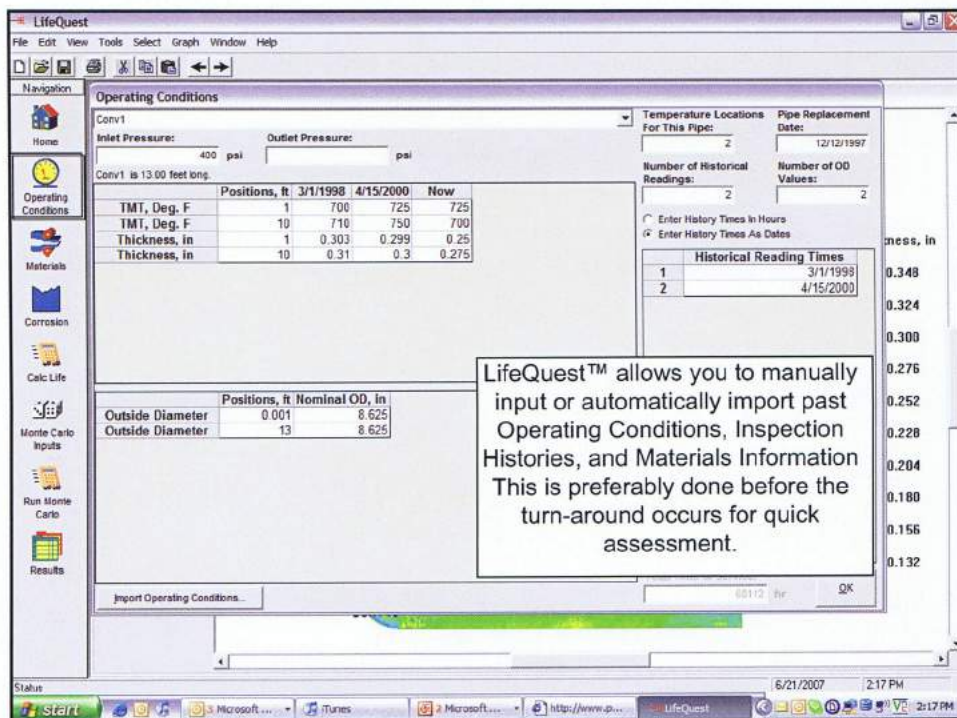 LifeQuest
File Edit View Tools Select Graph Window Help
Navigation
Home
Operating Conditions
Materials
Corrosion
Calc Life
Monte Carlo Inputs
Run Monte Carlo
Results
Operating Conditions
Conv1
Inlet Pressure:
400 psi
Outlet Pressure:
psi
Conv1 is 13.00 feet long.
Positions, ft 3/1/1998 4/15/2000 Now
TMT, Deg. F 1 700 725 725
TMT, Deg. F 10 710 750 700
Thickness, in 1 0.303 0.299 0.25
Thickness, in 10 0.31 0.3 0.275
Positions, ft Nominal OD, in
Outside Diameter 0.001 8.625
Outside Diameter 13 8.625
Import Operating Conditions...
Temperature Locations For This Pipe:
2
Pipe Replacement Date:
12/12/1997
Number of Historical Readings:
2
Number of OD Values:
2
Enter History Times In Hours
Enter History Times As Dates
Historical Reading Times
1 3/1/1998
2 4/15/2000
LifeQuest™ allows you to manually
input or automatically import past
Operating Conditions, Inspection
Histories, and Materials Information
This is preferably done before the
turn-around occurs for quick
assessment.
hr
OK
ness, in
0.348
0.324
0.300
0.276
0.252
0.228
0.204
0.180
0.156
0.132
Status
6/21/2007 2:17 PM
start
3 Microsoft ...
iTunes
2 Microsoft ...
http://www.p...
LifeQuest
2:17 PM